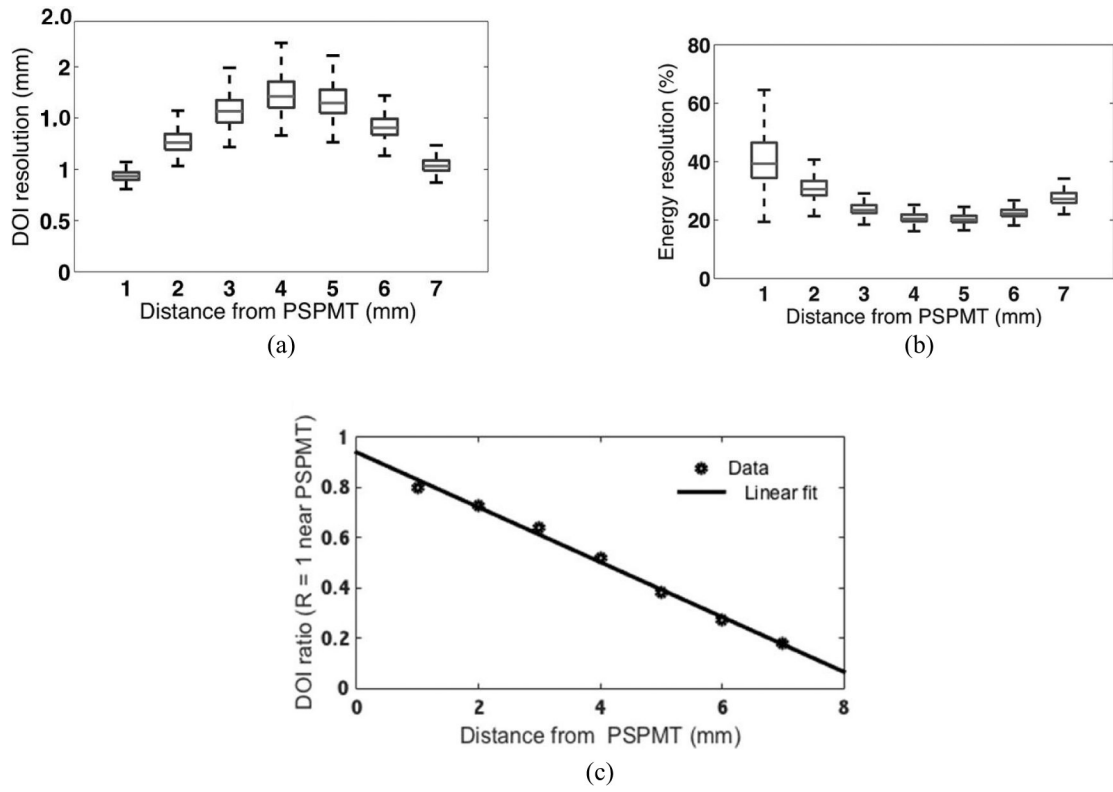 2.0
2
1.0
1
0.5
0
DOI resolution (mm)
1 2 3 4 5 6 7
Distance from PSPMT (mm)
(a)
80
60
40
20
0
Energy resolution (%)
1 2 3 4 5 6 7
Distance from PSPMT (mm)
(b)
1
0.8
0.6
0.4
0.2
0
DOI ratio (R = 1 near PSPMT)
Data
Linear fit
0 2 4 6 8
Distance from PSPMT (mm)
(c)